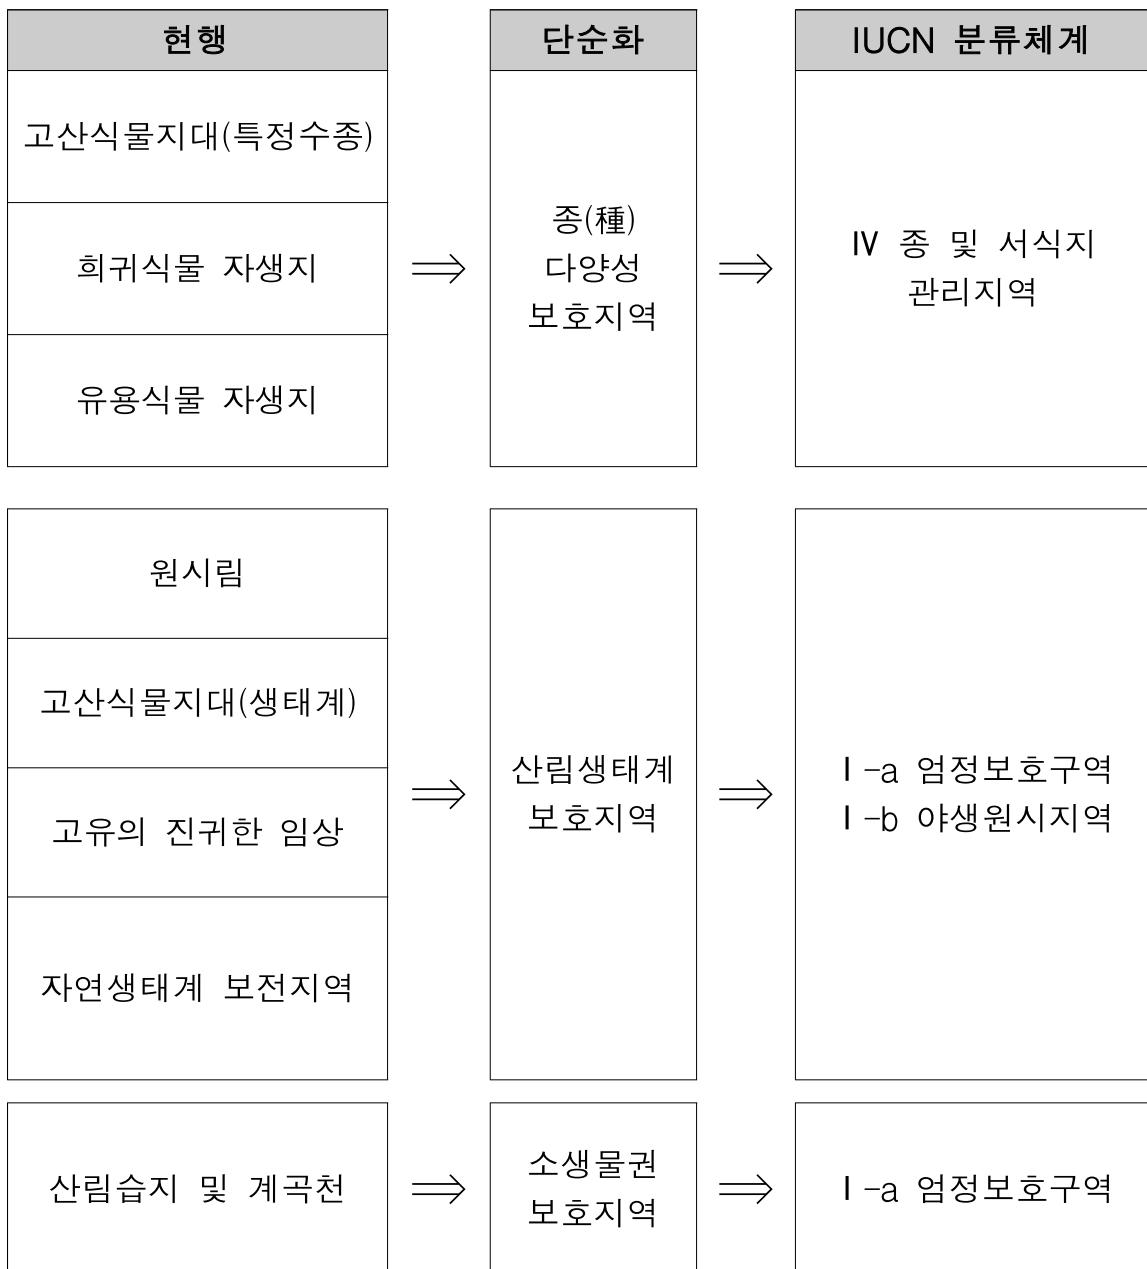 현행
단순화
IUCN 분류체계
고산식물지대(특정수종)
희귀식물 자생지
유용식물 자생지
⇒
종(種)
다양성
보호지역
⇒
Ⅳ 종 및 서식지
관리지역
원시림
고산식물지대(생태계)
고유의 진귀한 임상
자연생태계 보전지역
⇒
산림생태계
보호지역
⇒
Ⅰ-a 엄정보호구역
Ⅰ-b 야생원시지역
산림습지 및 계곡천
⇒
소생물권
보호지역
⇒
Ⅰ-a 엄정보호구역